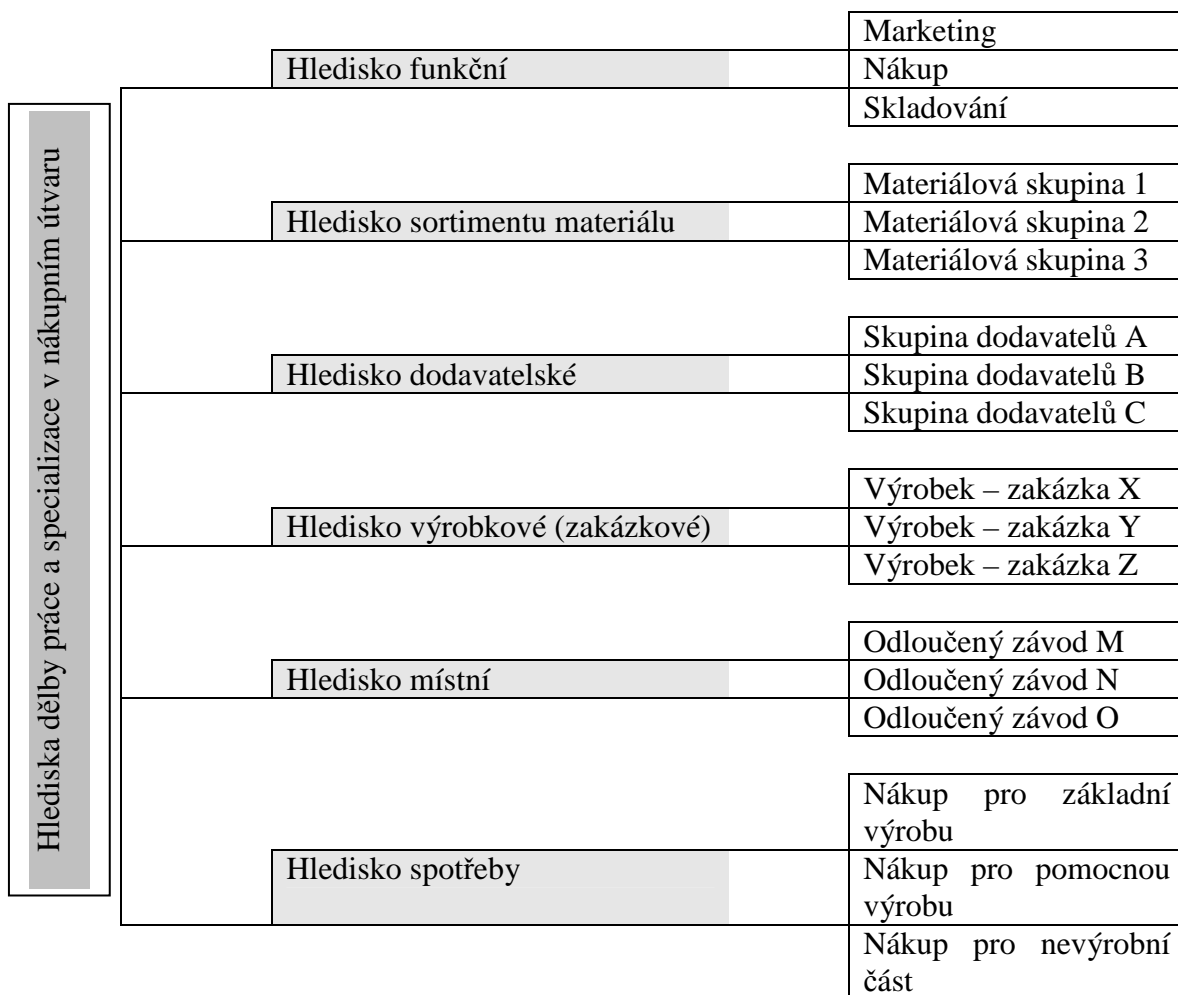 Hlediska dělby práce a specializace v nákupním útvaru
Hledisko funkční
Marketing
Nákup
Skladování
Hledisko sortimentu materiálu
Materiálová skupina 1
Materiálová skupina 2
Materiálová skupina 3
Hledisko dodavatelské
Skupina dodavatelů A
Skupina dodavatelů B
Skupina dodavatelů C
Hledisko výrobkové (zakázkové)
Výrobek – zakázka X
Výrobek – zakázka Y
Výrobek – zakázka Z
Hledisko místní
Odloučený závod M
Odloučený závod N
Odloučený závod O
Hledisko spotřeby
Nákup pro základní
výrobu
Nákup pro pomocnou
výrobu
Nákup pro nevýrobní
část